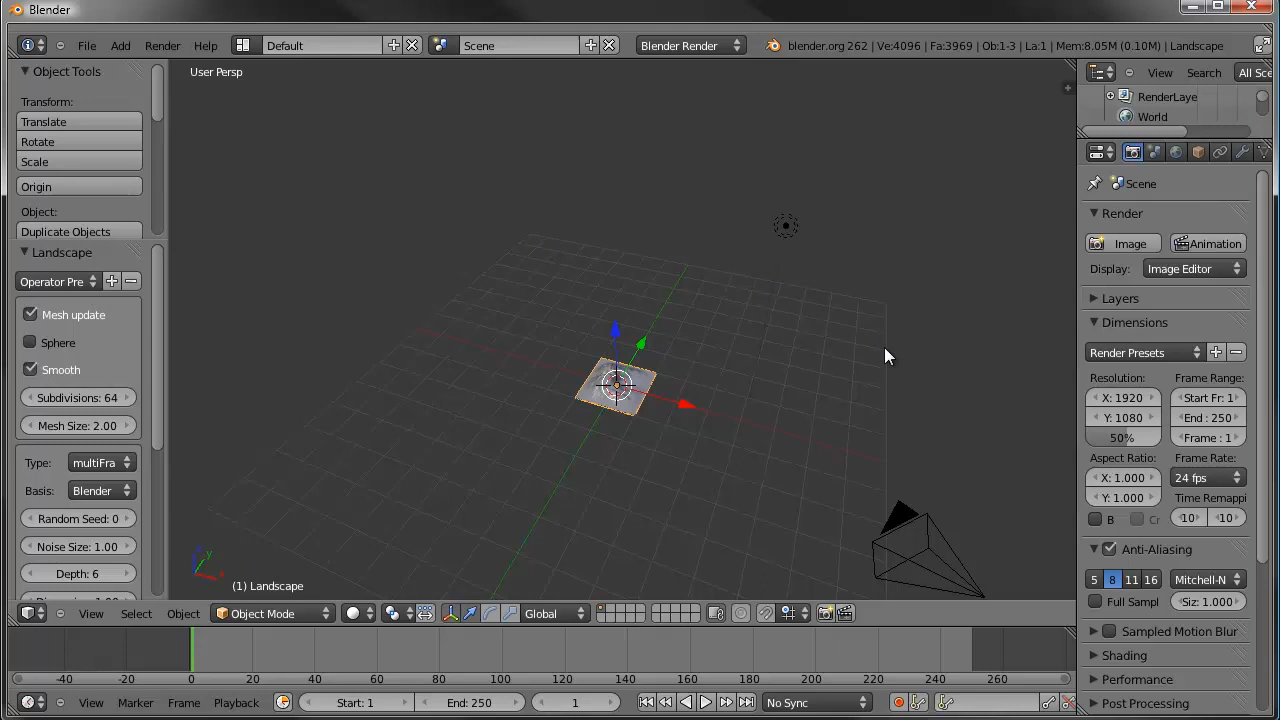 Blender
File Add Render Help Default Scene Blender Render blender.org 262 | Ve:4096 | Fa:3969 | Ob:1-3 | La:1 | Mem:8.05M (0.10M) | Landscape
Object Tools
Transform:
Translate
Rotate
Scale
Origin
Object:
Duplicate Objects
Landscape
Operator Pre
Mesh update
Sphere
Smooth
Subdivisions: 64
Mesh Size: 2.00
Type: multiFra
Basis: Blender
Random Seed: 0
Noise Size: 1.00
Depth: 6
User Persp
z
y
x
(1) Landscape
View Search All Sce
RenderLaye
World
Scene
Render
Image Animation
Display: Image Editor
Layers
Dimensions
Render Presets
Resolution: Frame Range:
X: 1920 Start Fr: 1
Y: 1080 End : 250
50% Frame : 1
Aspect Ratio: Frame Rate:
X: 1.000 24 fps
Y: 1.000 Time Remappi
B Cr 10 10
Anti-Aliasing
5 8 11 16 Mitchell-N
Full Sampl Siz: 1.000
Sampled Motion Blur
Shading
Performance
Post Processing
View Select Object Object Mode Global
-40 -20 0 20 40 60 80 100 120 140 160 180 200 220 240 260
View Marker Frame Playback Start: End: 250 1 No Sync